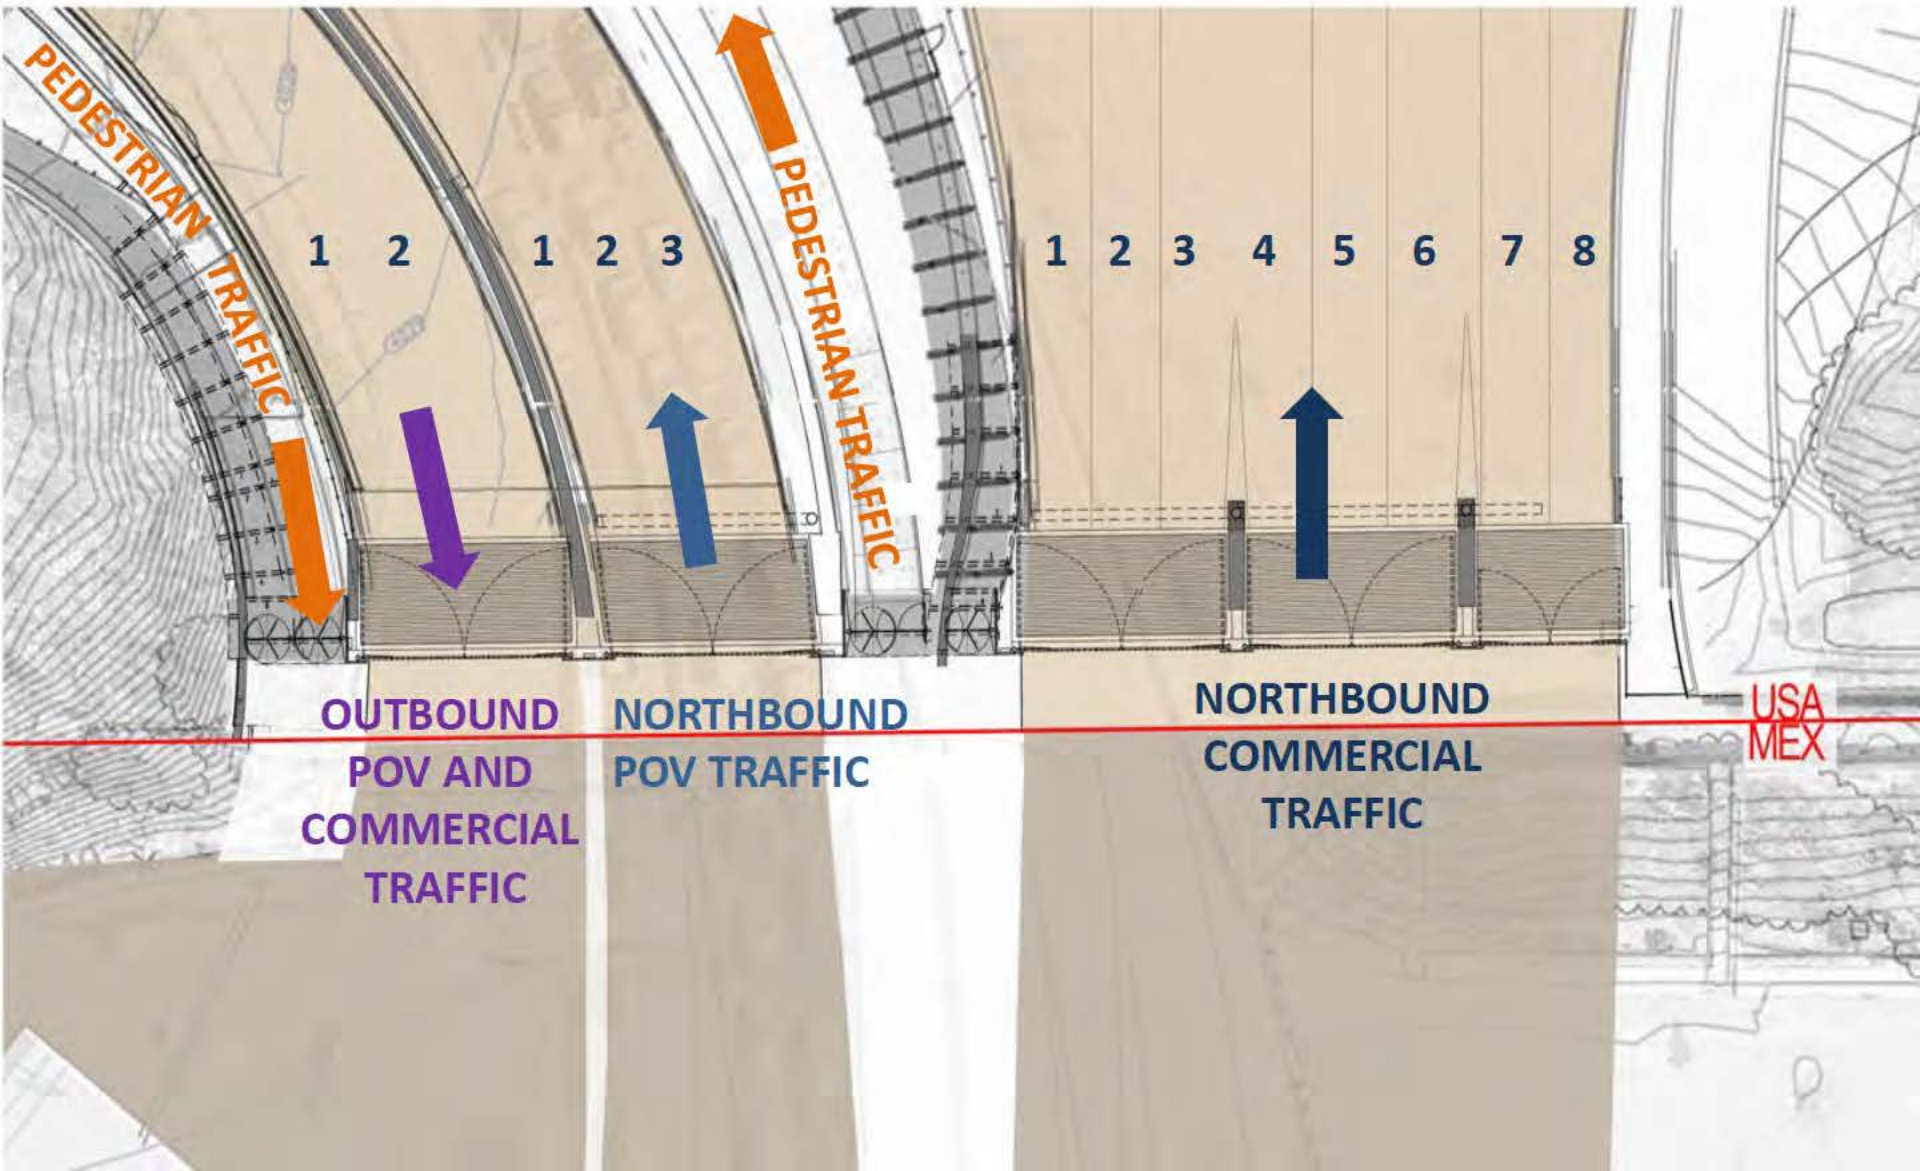 PEDESTRIAN TRAFFIC
PEDESTRIAN TRAFFIC
1 2 1 2 3 1 2 3 4 5 6 7 8
OUTBOUND
POV AND
COMMERCIAL
TRAFFIC
NORTHBOUND
POV TRAFFIC
NORTHBOUND
COMMERCIAL
TRAFFIC
USA
MEX